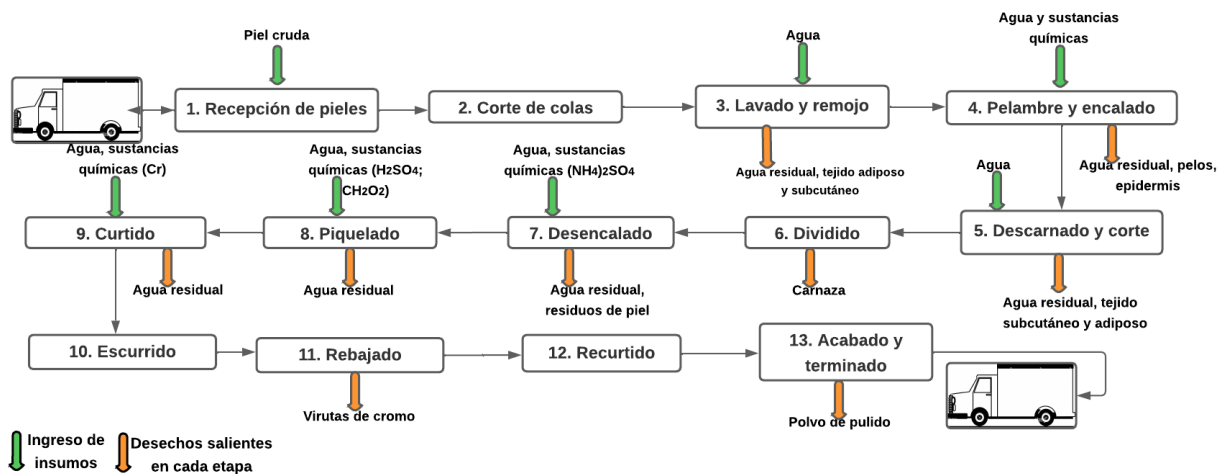 Piel cruda
Agua
Agua y sustancias
químicas
1. Recepción de pieles
2. Corte de colas
3. Lavado y remojo
4. Pelambre y encalado
Agua residual, tejido adiposo
y subcutáneo
Agua residual, pelos,
epidermis
Agua, sustancias
químicas (Cr)
Agua, sustancias
químicas (H2SO4;
CH2O2)
Agua, sustancias
químicas (NH4)2SO4
Agua
9. Curtido
8. Piquelado
7. Desencalado
6. Dividido
5. Descarnado y corte
Agua residual
Agua residual
Agua residual,
residuos de piel
Carnaza
Agua residual, tejido
subcutáneo y adiposo
10. Escurrido
11. Rebajado
12. Recurtido
13. Acabado y
terminado
Virutas de cromo
Polvo de pulido
Ingreso de
insumos
Desechos salientes
en cada etapa